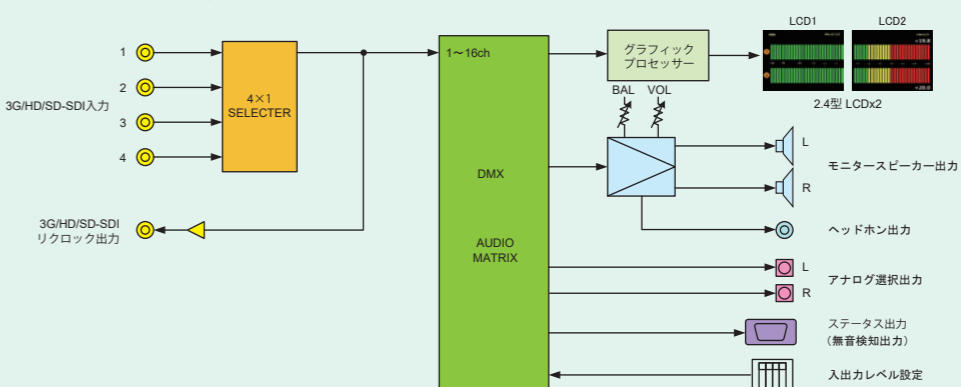 3G/HD/SD-SDI入力
1
2
3
4
4×1
SELECTER
3G/HD/SD-SDI
リクロック出力
1～16ch
DMX
AUDIO
MATRIX
グラフィック
プロセッサー
LCD1
LCD2
2.4型 LCDx2
BAL
VOL
L
R
モニタースピーカー出力
ヘッドホン出力
L
R
アナログ選択出力
ステータス出力
（無音検知出力）
入出力レベル設定